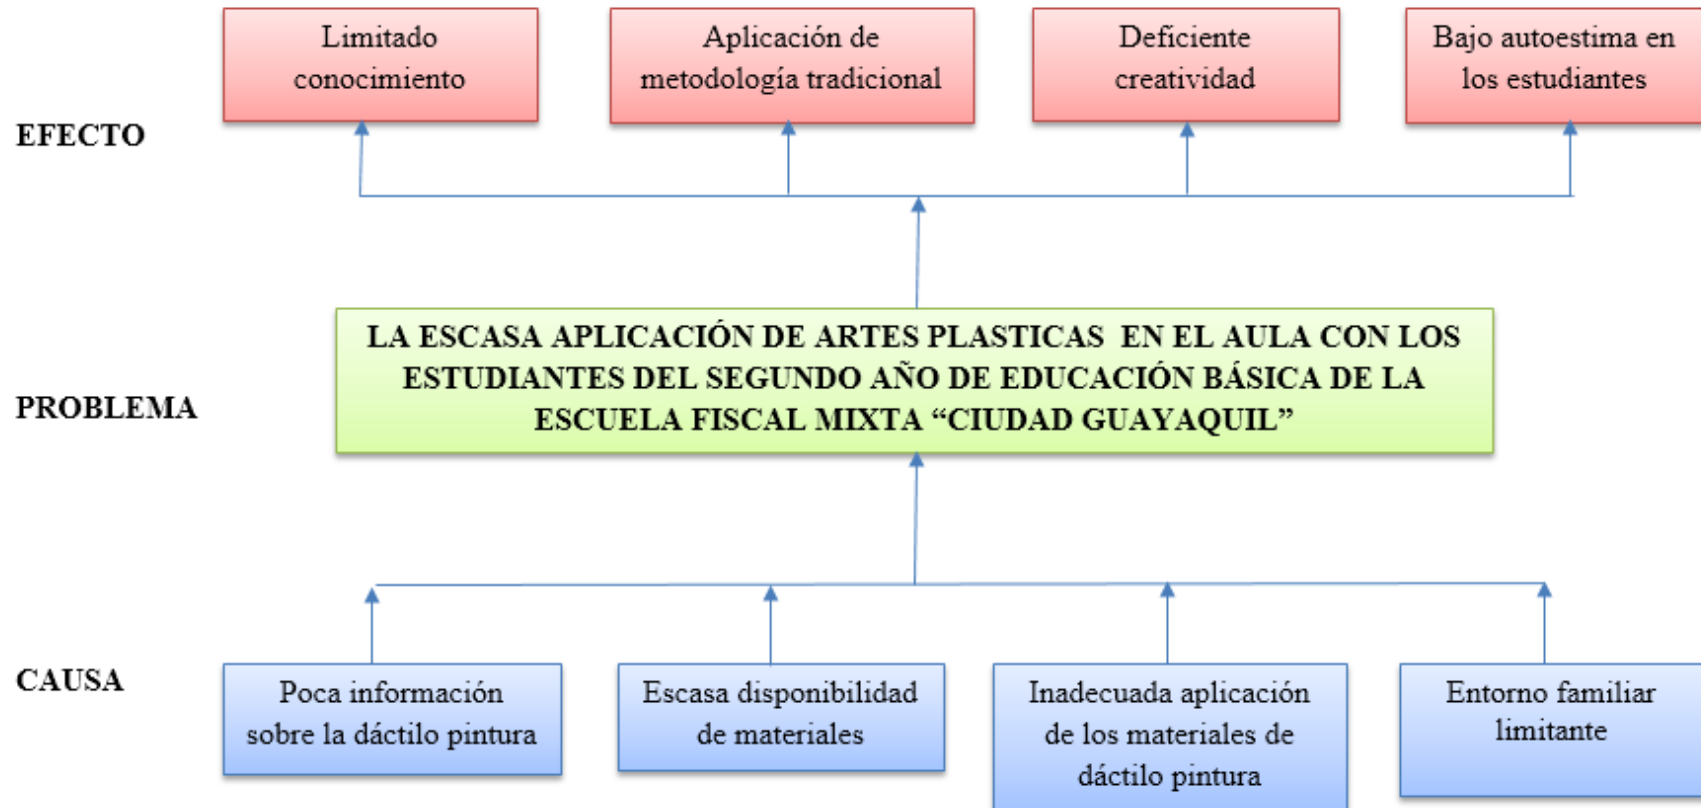 Limitado
conocimiento
Aplicación de
metodología tradicional
Deficiente
creatividad
Bajo autoestima en
los estudiantes
EFECTO
LA ESCASA APLICACIÓN DE ARTES PLASTICAS EN EL AULA CON LOS
ESTUDIANTES DEL SEGUNDO AÑO DE EDUCACIÓN BÁSICA DE LA
ESCUELA FISCAL MIXTA “CIUDAD GUAYAQUIL”
PROBLEMA
CAUSA
Poca información
sobre la dáctilo pintura
Escasa disponibilidad
de materiales
Inadecuada aplicación
de los materiales de
dáctilo pintura
Entorno familiar
limitante